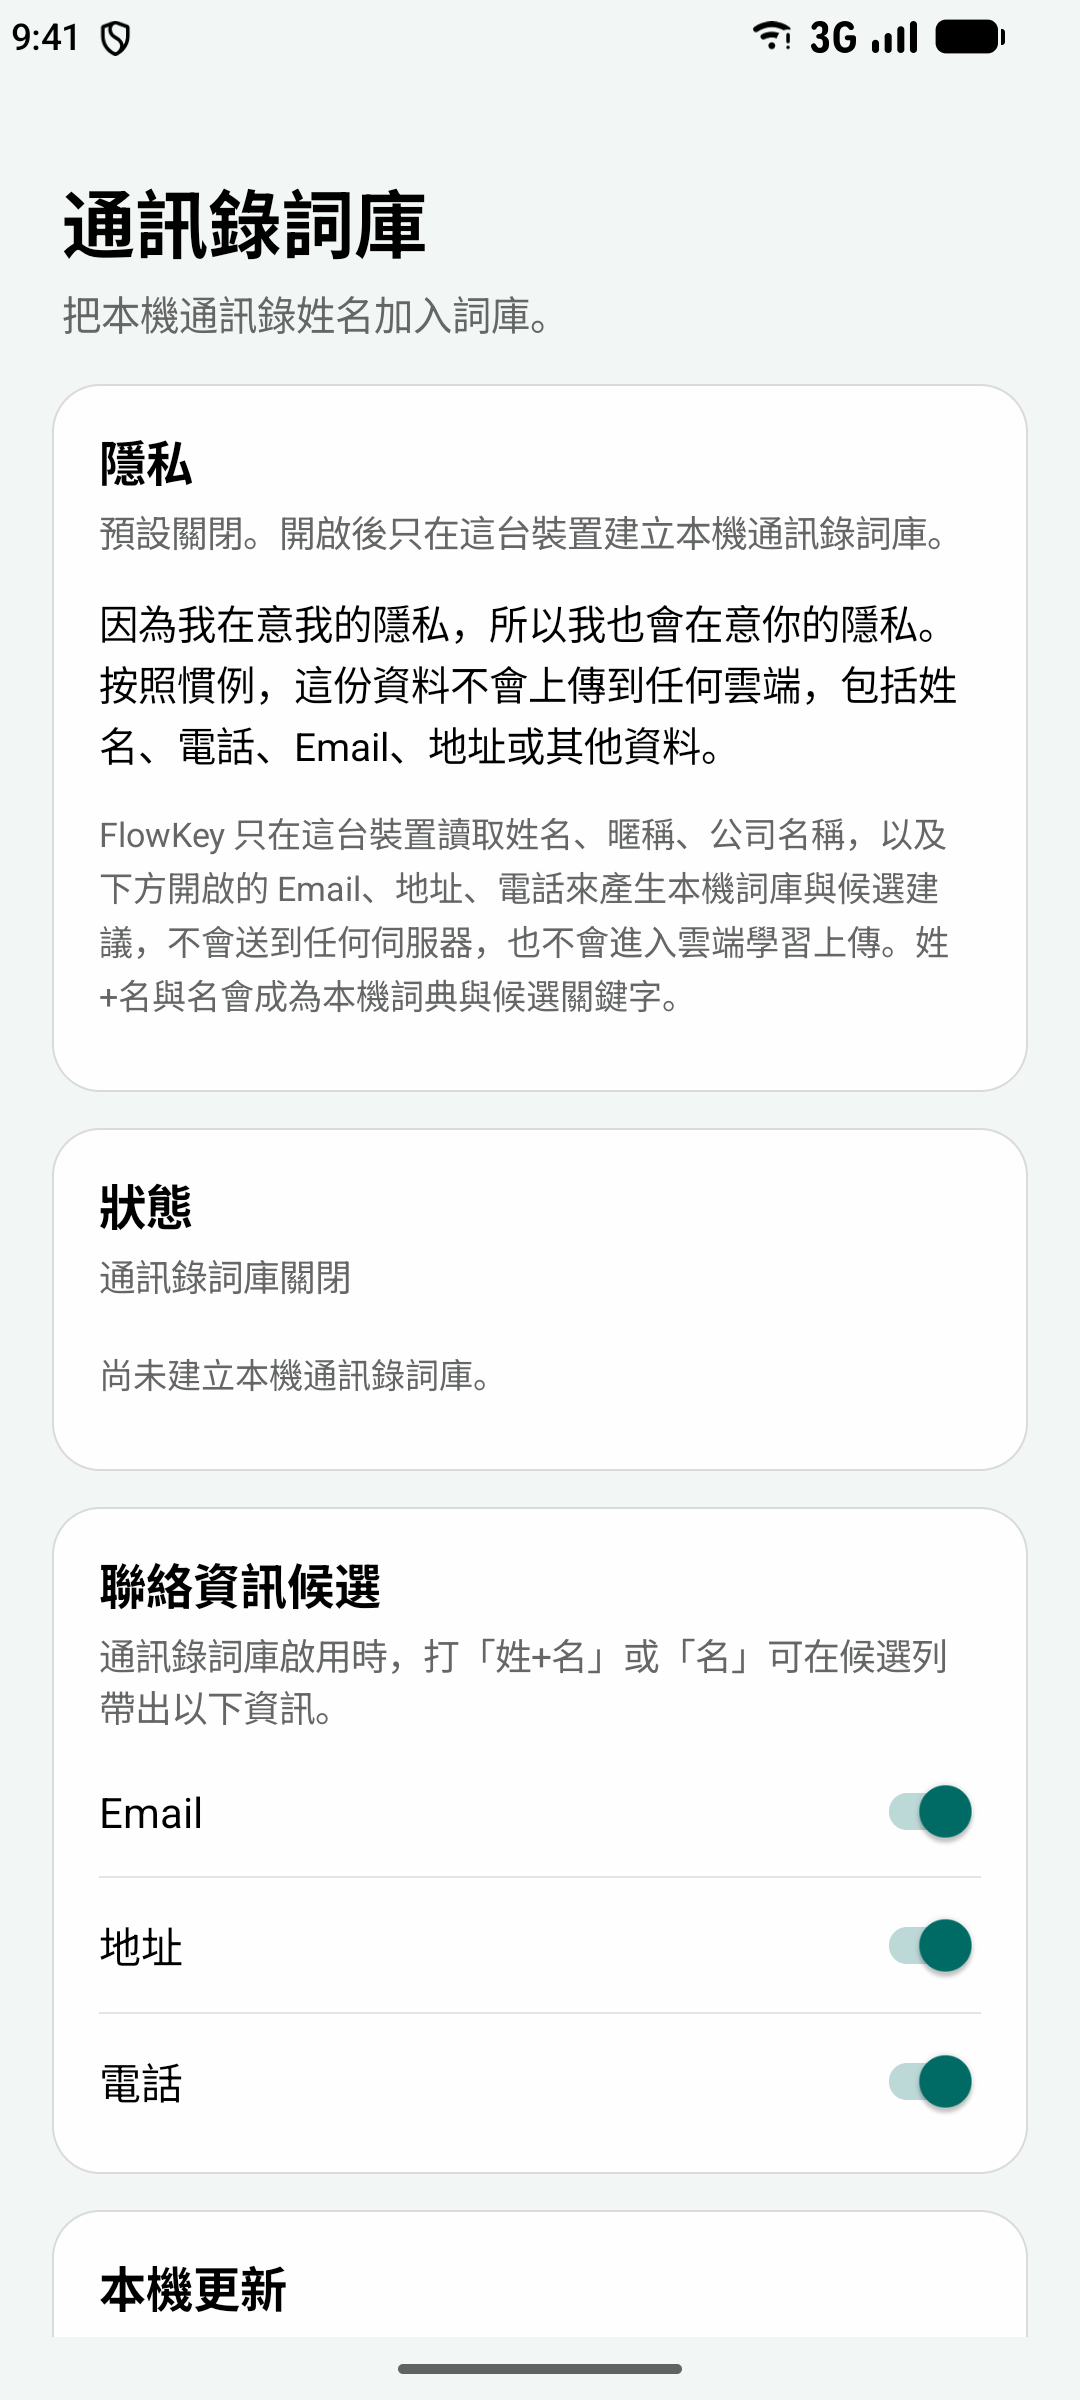 9:41
3G
通訊錄詞庫
把本機通訊錄姓名加入詞庫。
隱私
預設關閉。開啟後只在這台裝置建立本機通訊錄詞庫。
因為我在意我的隱私，所以我也會在意你的隱私。
按照慣例，這份資料不會上傳到任何雲端，包括姓
名、電話、Email、地址或其他資料。
FlowKey 只在這台裝置讀取姓名、暱稱、公司名稱，以及
下方開啟的 Email、地址、電話來產生本機詞庫與候選建
議，不會送到任何伺服器，也不會進入雲端學習上傳。姓
+名與名會成為本機詞典與候選關鍵字。
狀態
通訊錄詞庫關閉
尚未建立本機通訊錄詞庫。
聯絡資訊候選
通訊錄詞庫啟用時，打「姓+名」或「名」可在候選列
帶出以下資訊。
Email
地址
電話
本機更新